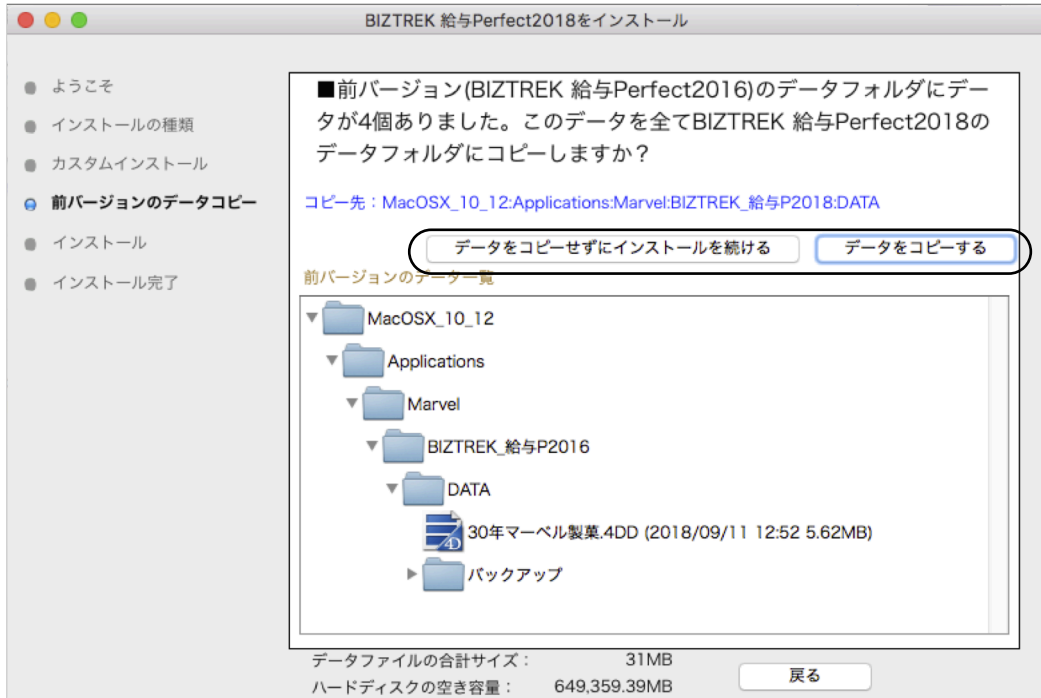 BIZTREK 給与Perfect2018をインストール
ようこそ
インストールの種類
カスタムインストール
前バージョンのデータコピー
インストール
インストール完了
■前バージョン(BIZTREK 給与Perfect2016)のデータフォルダにデー
タが4個ありました。このデータを全てBIZTREK 給与Perfect2018の
データフォルダにコピーしますか？
コピー先：MacOSX_10_12:Applications:Marvel:BIZTREK_給与P2018:DATA
データをコピーせずにインストールを続ける データをコピーする
前バージョンのデータ一覧
MacOSX_10_12
Applications
Marvel
BIZTREK_給与P2016
DATA
30年マーベル製菓.4DD (2018/09/11 12:52 5.62MB)
バックアップ
データファイルの合計サイズ： 31MB
ハードディスクの空き容量： 649,359.39MB
戻る